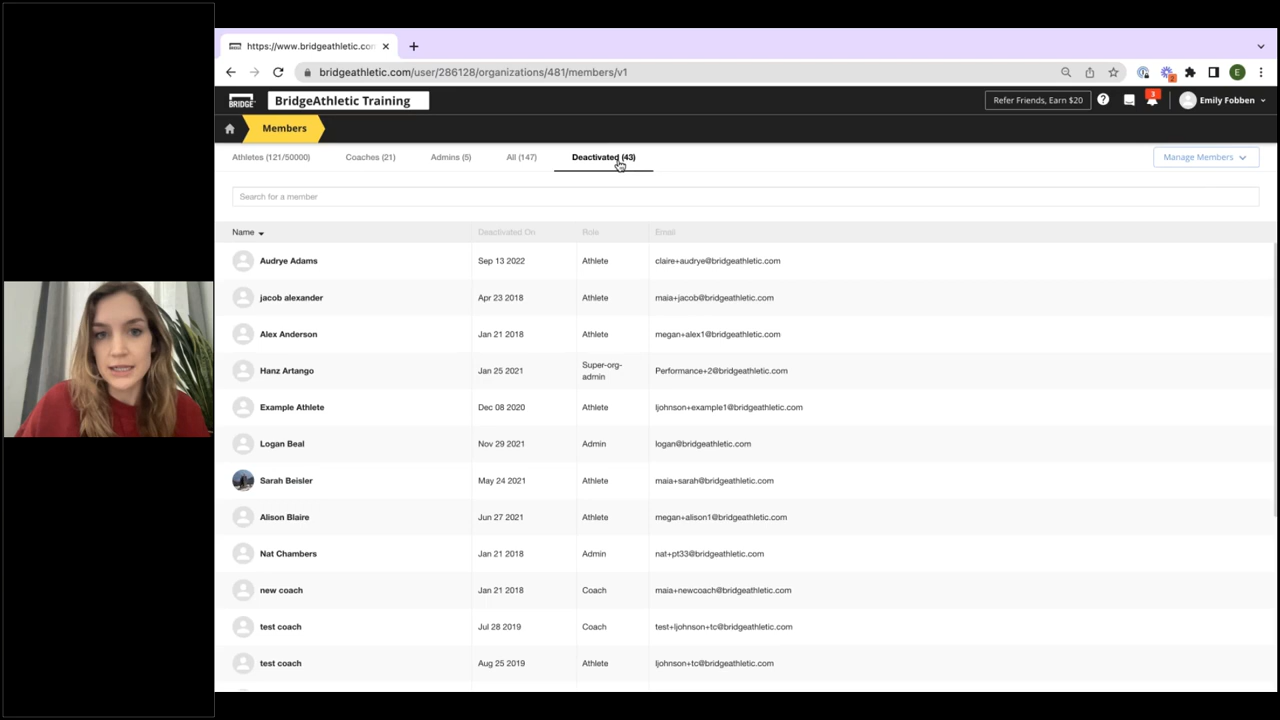 https://www.bridgeathletic.con
bridgeathletic.com/user/286128/organizations/481/members/v1
E
BRIDGE
BridgeAthletic Training
Refer Friends, Earn $20
3
Emily Fobben
Members
Athletes (121/50000) Coaches (21) Admins (5) All (147) Deactivated (43) Manage Members
Search for a member
Name Deactivated On Role Email
Audrye Adams Sep 13 2022 Athlete claire+audrye@bridgeathletic.com
jacob alexander Apr 23 2018 Athlete maia+jacob@bridgeathletic.com
Alex Anderson Jan 21 2018 Athlete megan+alex1@bridgeathletic.com
Hanz Artango Jan 25 2021 Super-org-admin Performance+2@bridgeathletic.com
Example Athlete Dec 08 2020 Athlete ljohnson+example1@bridgeathletic.com
Logan Beal Nov 29 2021 Admin logan@bridgeathletic.com
Sarah Beisler May 24 2021 Athlete maia+sarah@bridgeathletic.com
Alison Blaire Jun 27 2021 Athlete megan+alison1@bridgeathletic.com
Nat Chambers Jan 21 2018 Admin nat+pt33@bridgeathletic.com
new coach Jan 21 2018 Coach maia+newcoach@bridgeathletic.com
test coach Jul 28 2019 Coach test+ljohnson+tc@bridgeathletic.com
test coach Aug 25 2019 Athlete ljohnson+tc@bridgeathletic.com